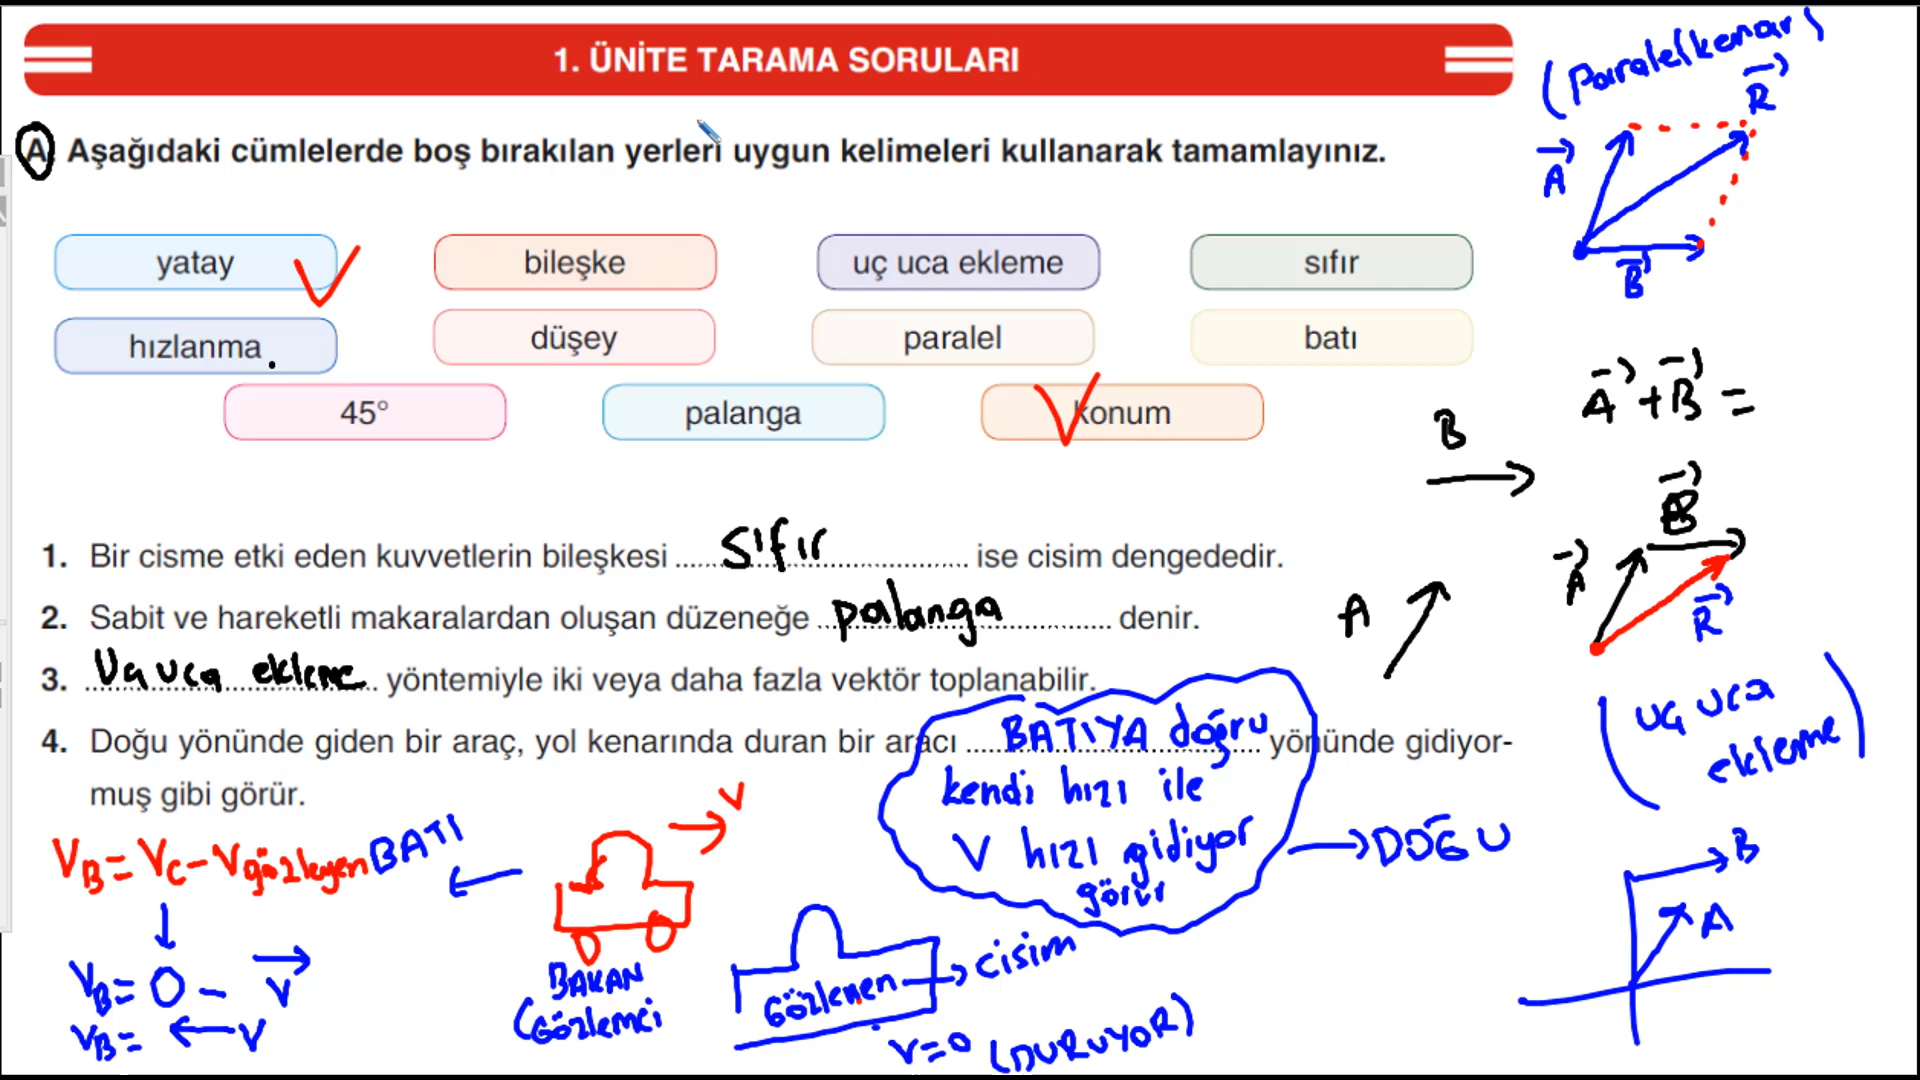 1. ÜNİTE TARAMA SORULARI
(Paralelkenar)
A Aşağıdaki cümlelerde boş bırakılan yerleri uygun kelimeleri kullanarak tamamlayınız.
A R
B
yatay bileşke uç uca ekleme sıfır
hızlanma düşey paralel batı
45° palanga konum
A + B =
B
B
A
A
R
1. Bir cisme etki eden kuvvetlerin bileşkesi ..... sıfır ..... ise cisim dengededir.
2. Sabit ve hareketli makaralardan oluşan düzeneğe ..... palanga ..... denir.
3. Uç uca ekleme ..... yöntemiyle iki veya daha fazla vektör toplanabilir.
(uç uca
ekleme)
4. Doğu yönünde giden bir araç, yol kenarında duran bir aracı ..... BATIYA doğru ..... yönünde gidiyor-
muş gibi görür.
kendi hızı ile
V hızı gidiyor
görür
→ DOĞU
V
VB = VC - Vgözleyen
BATI
VB = 0 - V
VB = V
BAKAN
(Gözlemci
Gözlenen → cisim
V=0 (DURUYOR)
B
A